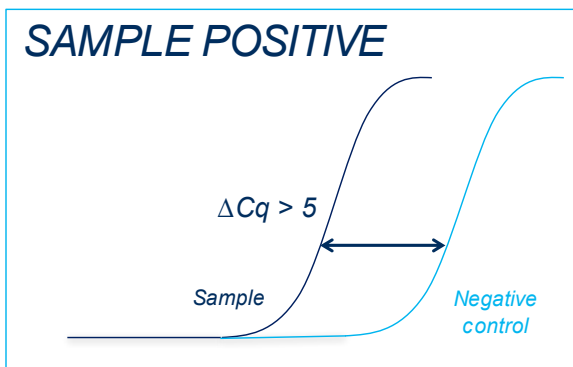 SAMPLE POSITIVE
ΔCq > 5
Sample
Negative
control